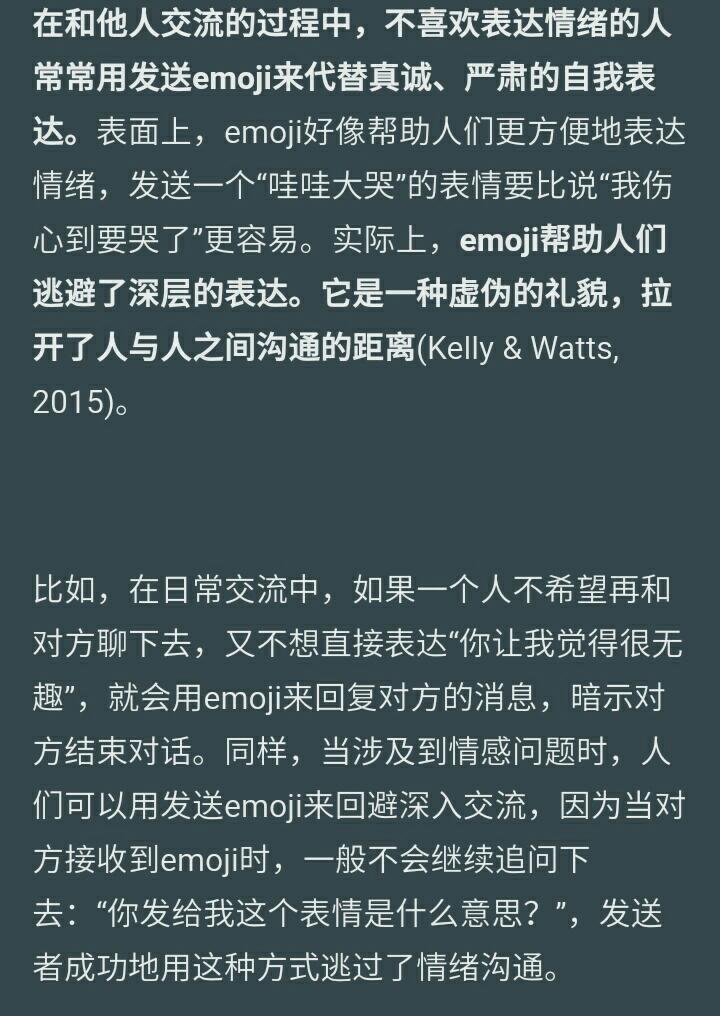 在和他人交流的过程中，不喜欢表达情绪的人
常常用发送emoji来代替真诚、严肃的自我表
达。表面上，emoji好像帮助人们更方便地表达
情绪，发送一个“哇哇大哭”的表情要比说“我伤
心到要哭了”更容易。实际上，emoji帮助人们
逃避了深层的表达。它是一种虚伪的礼貌，拉
开了人与人之间沟通的距离(Kelly & Watts,
2015)。
比如，在日常交流中，如果一个人不希望再和
对方聊下去，又不想直接表达“你让我觉得很无
趣”，就会用emoji来回复对方的消息，暗示对
方结束对话。同样，当涉及到情感问题时，人
们可以用发送emoji来回避深入交流，因为当对
方接收到emoji时，一般不会继续追问下
去：“你发给我这个表情是什么意思？”，发送
者成功地用这种方式逃过了情绪沟通。